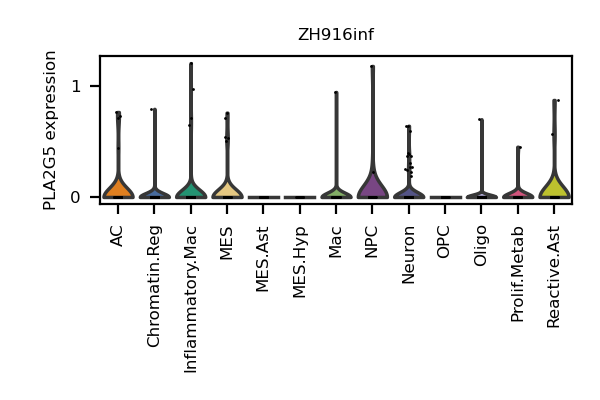 ZH916inf
PLA2G5 expression
1
0
AC
Chromatin.Reg
Inflammatory.Mac
MES
MES.Ast
MES.Hyp
Mac
NPC
Neuron
OPC
Oligo
Prolif.Metab
Reactive.Ast